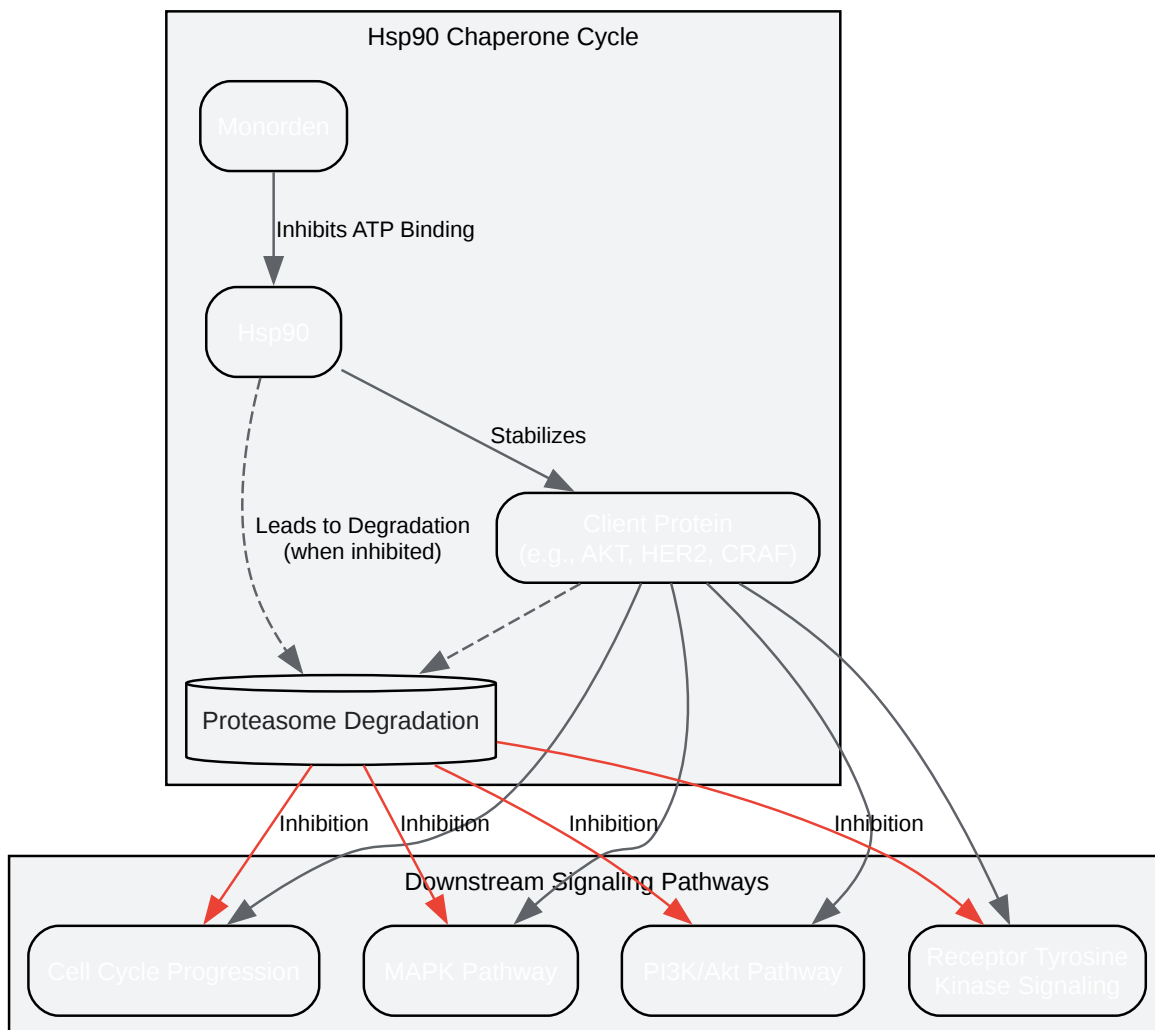 Hsp90 Chaperone Cycle
Monorden
Inhibits ATP Binding
Hsp90
Stabilizes
Leads to Degradation
(when inhibited)
Client Protein
(e.g., AKT, HER2, CRAF)
Proteasome Degradation
Inhibition
Inhibition
Inhibition
Inhibition
Downstream Signaling Pathways
Cell Cycle Progression
MAPK Pathway
PI3K/Akt Pathway
Receptor Tyrosine
Kinase Signaling